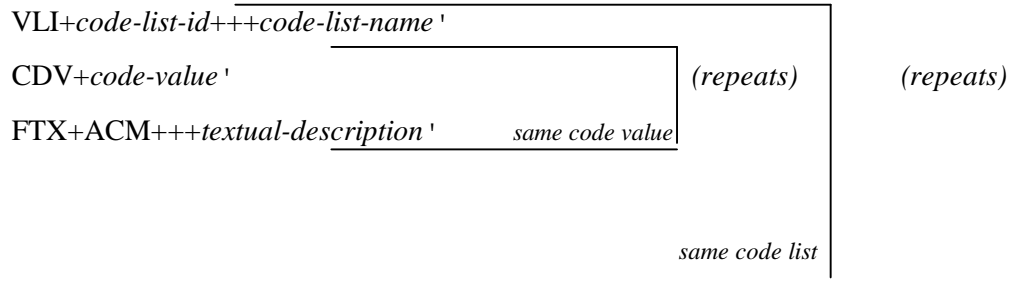 VLI+code-list-id+++code-list-name '
CDV+code-value ' (repeats) (repeats)
FTX+ACM+++textual-description ' same code value
same code list